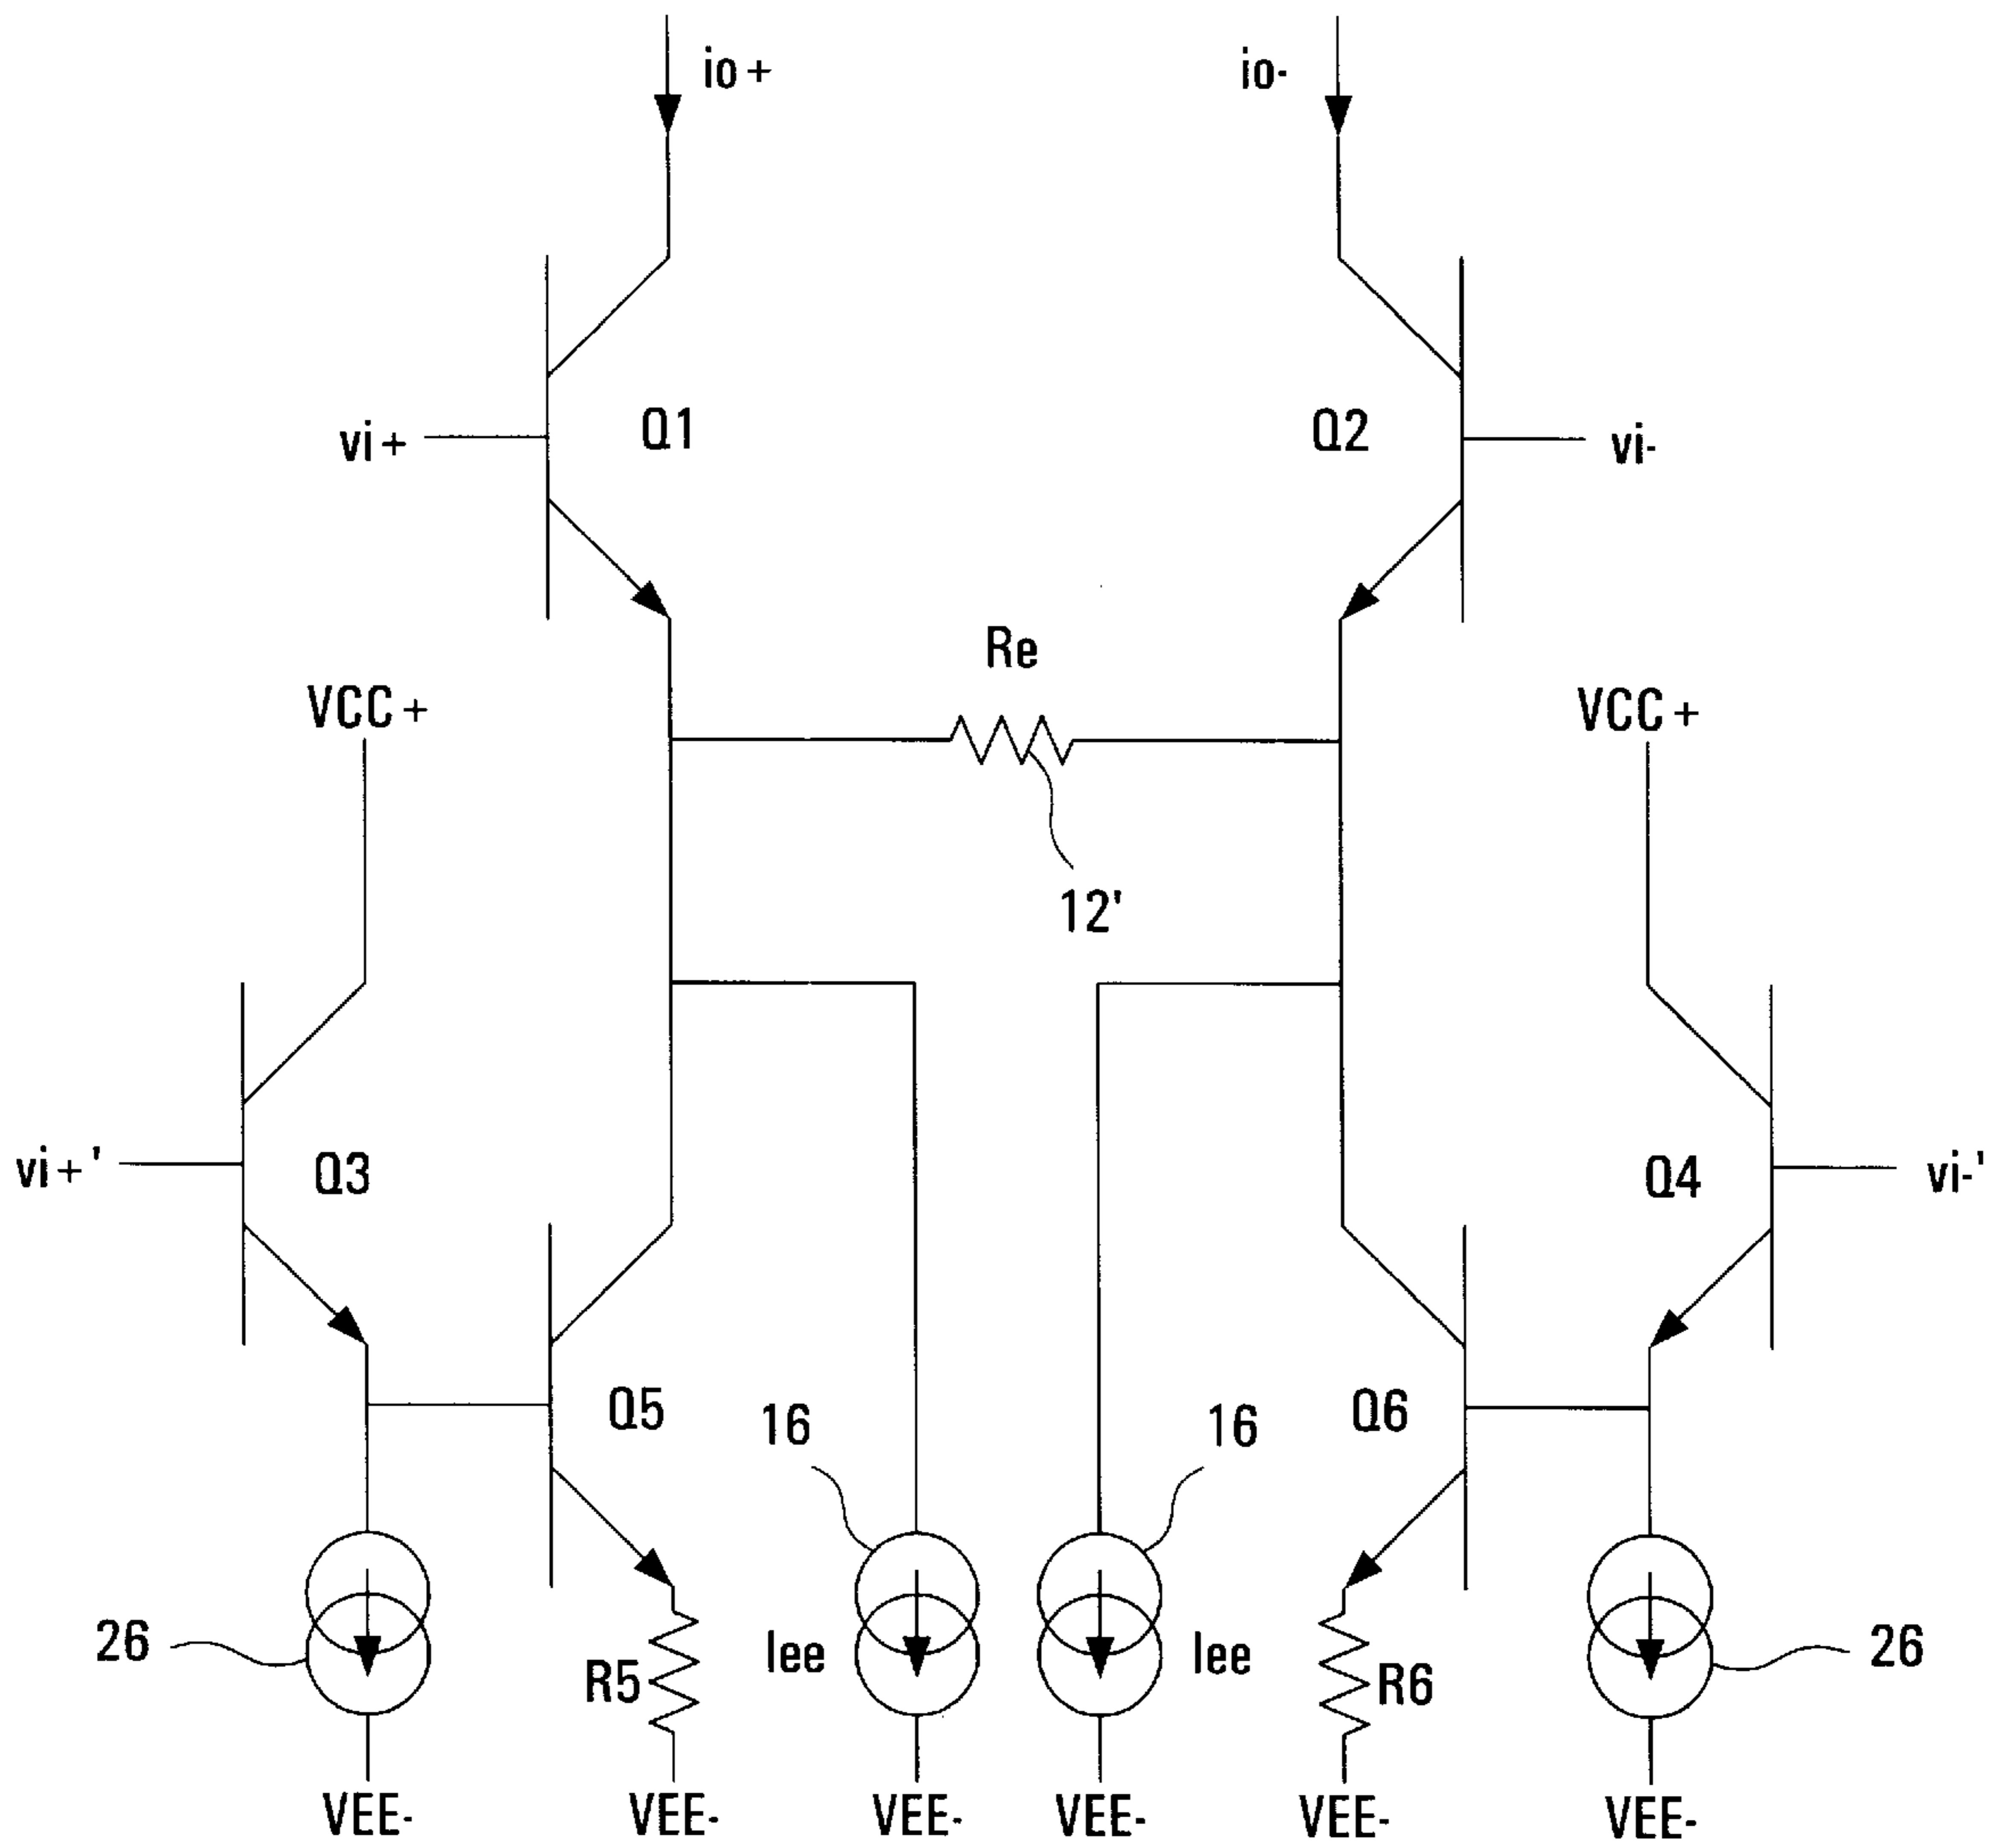 io+ io-
Q1 Q2
vi+ vi-
Re
VCC+ VCC+
12'
vi+' Q3 Q4 vi-'
Q5 16 16 Q6
26 R5 Iee Iee R6 26
VEE- VEE- VEE- VEE- VEE- VEE-